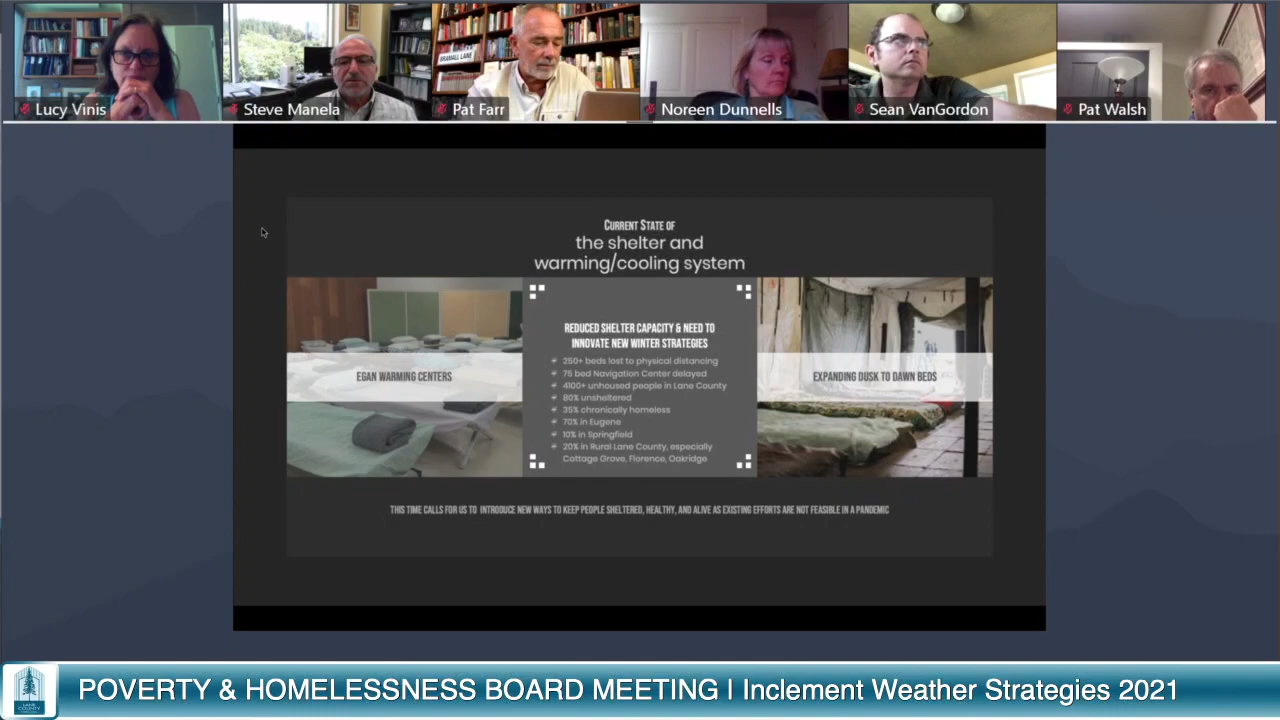 Lucy Vinis
Steve Manela
Pat Farr
Noreen Dunnells
Sean VanGordon
Pat Walsh
BRAMALL LANE
CURRENT STATE OF
the shelter and
warming/cooling system
EGAN WARMING CENTERS
REDUCED SHELTER CAPACITY & NEED TO
INNOVATE NEW WINTER STRATEGIES
250+ beds lost to physical distancing
75 bed Navigation Center delayed
4100+ unhoused people in Lane County
80% unsheltered
35% chronically homeless
70% in Eugene
10% in Springfield
20% in Rural Lane County, especially
Cottage Grove, Florence, Oakridge
EXPANDING DUSK TO DAWN BEDS
THIS TIME CALLS FOR US TO INTRODUCE NEW WAYS TO KEEP PEOPLE SHELTERED, HEALTHY, AND ALIVE AS EXISTING EFFORTS ARE NOT FEASIBLE IN A PANDEMIC
LANE
COUNTY
POVERTY & HOMELESSNESS BOARD MEETING | Inclement Weather Strategies 2021